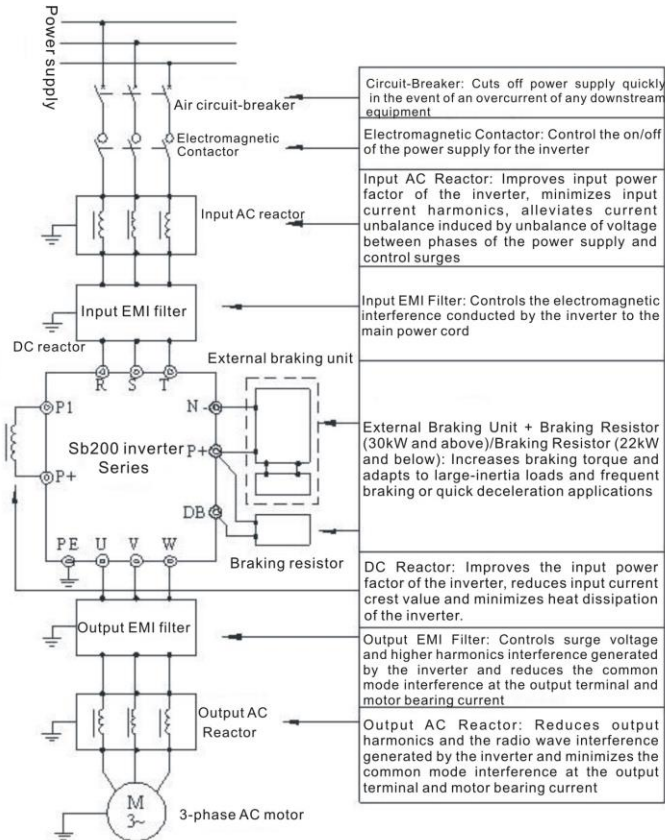 Power supply
Air circuit-breaker
Electromagnetic
Contactor
Input AC reactor
Input EMI filter
DC reactor
External braking unit
R S T
P1
N -
Sb200 inverter
Series
P+
P+
DB
PE U V W
Braking resistor
Output EMI filter
Output AC
Reactor
M
3~
3-phase AC motor
Circuit-Breaker: Cuts off power supply quickly
in the event of an overcurrent of any downstream
equipment
Electromagnetic Contactor: Control the on/off
of the power supply for the inverter
Input AC Reactor: Improves input power
factor of the inverter, minimizes input
current harmonics, alleviates current
unbalance induced by unbalance of voltage
between phases of the power supply and
control surges
Input EMI Filter: Controls the electromagnetic
interference conducted by the inverter to the
main power cord
External Braking Unit + Braking Resistor
(30kW and above)/Braking Resistor (22kW
and below): Increases braking torque and
adapts to large-inertia loads and frequent
braking or quick deceleration applications
DC Reactor: Improves the input power
factor of the inverter, reduces input current
crest value and minimizes heat dissipation
of the inverter.
Output EMI Filter: Controls surge voltage
and higher harmonics interference generated
by the inverter and reduces the common
mode interference at the output terminal and
motor bearing current
Output AC Reactor: Reduces output
harmonics and the radio wave interference
generated by the inverter and minimizes the
common mode interference at the output
terminal and motor bearing current